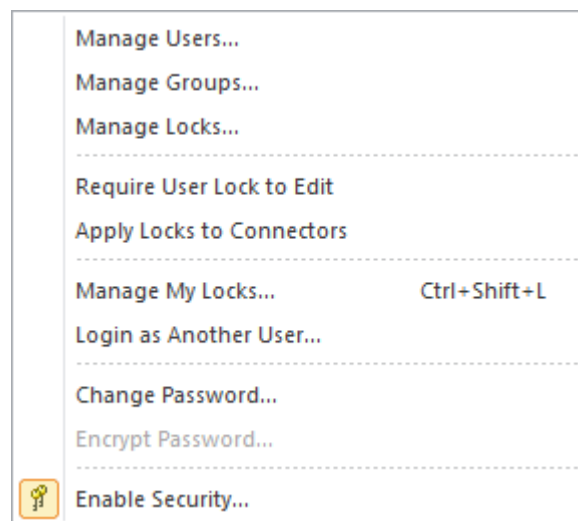 Manage Users...
Manage Groups...
Manage Locks...
Require User Lock to Edit
Apply Locks to Connectors
Manage My Locks... Ctrl+Shift+L
Login as Another User...
Change Password...
Encrypt Password...
Enable Security...